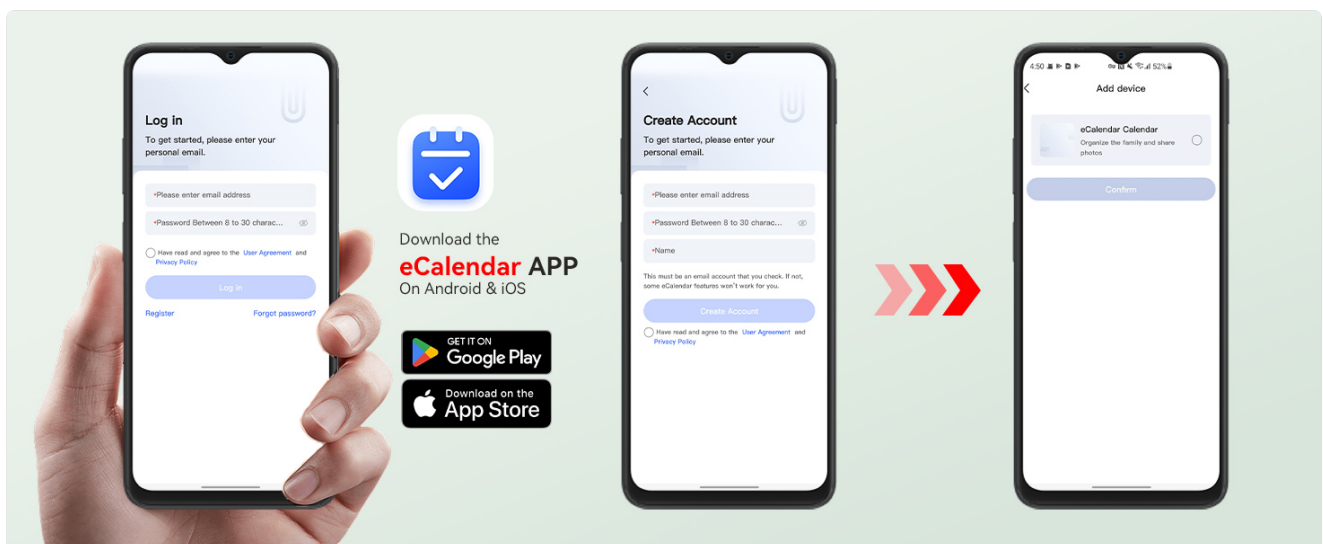 Log in
To get started, please enter your
personal email.
*Please enter email address
*Password Between 8 to 30 charac...
Have read and agree to the User Agreement and
Privacy Policy
Log in
Register Forgot password?
Download the
eCalendar APP
On Android & iOS
GET IT ON
Google Play
Download on the
App Store
Create Account
To get started, please enter your
personal email.
*Please enter email address
*Password Between 8 to 30 charac...
*Name
This must be an email account that you check. If not,
some eCalendar features won't work for you.
Create Account
Have read and agree to the User Agreement and
Privacy Policy
4:50 52%
Add device
eCalendar Calendar
Organize the family and share
photos
Confirm